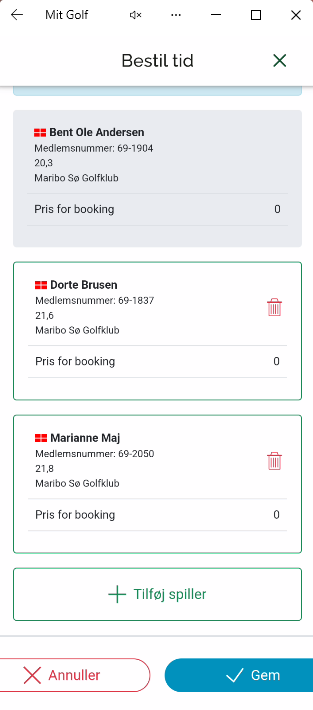 Mit Golf
Bestil tid
Bent Ole Andersen
Medlemsnummer: 69-1904
20,3
Maribo Sø Golfklub
Pris for booking 0
Dorte Brusen
Medlemsnummer: 69-1837
21,6
Maribo Sø Golfklub
Pris for booking 0
Marianne Maj
Medlemsnummer: 69-2050
21,8
Maribo Sø Golfklub
Pris for booking 0
Tilføj spiller
Annuller Gem